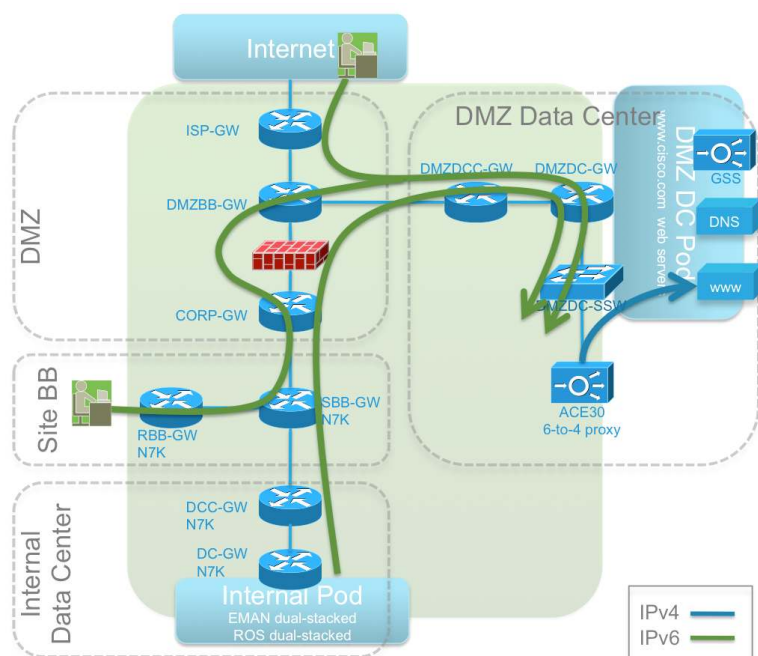 Internet
DMZ Data Center
ISP-GW
DMZDCC-GW
DMZDC-GW
DMZ DC Pod
www.cisco.com web server
GSS
DMZBB-GW
DNS
DMZ
www
CORP-GW
DMZDC-SSW
ACE30
6-to-4 proxy
Site BB
RBB-GW
N7K
SBB-GW
N7K
DCC-GW
N7K
Internal
Data Center
DC-GW
N7K
Internal Pod
EMAN dual-stacked
ROS dual-stacked
IPv4
IPv6